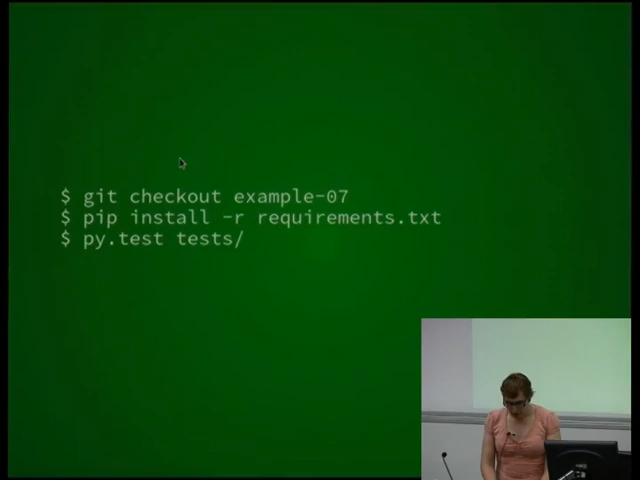 $ git checkout example-07
$ pip install -r requirements.txt
$ py.test tests/